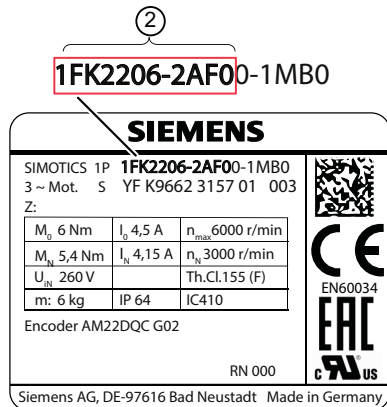 2
1FK2206-2AF00-1MB0
SIEMENS
SIMOTICS 1P 1FK2206-2AF00-1MB0
3 ~ Mot. S YF K9662 3157 01 003
Z:
M0 6 Nm I0 4,5 A nmax 6000 r/min
MN 5,4 Nm IN 4,15 A nN 3000 r/min
UiN 260 V Th.Cl.155 (F)
m: 6 kg IP 64 IC410
Encoder AM22DQC G02
RN 000
CE
EN60034
EAC
c RU US
Siemens AG, DE-97616 Bad Neustadt Made in Germany